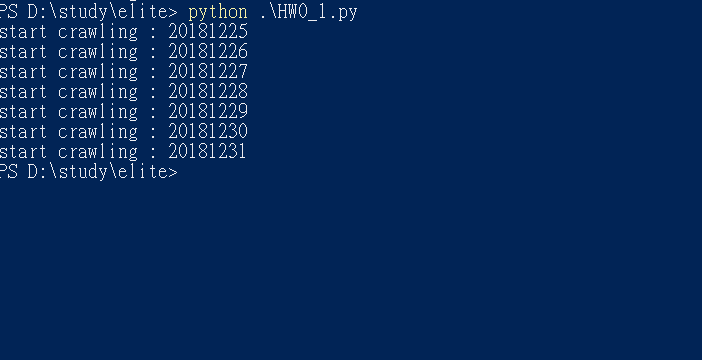 PS D:\study\elite> python .\HW0_1.py
start crawling : 20181225
start crawling : 20181226
start crawling : 20181227
start crawling : 20181228
start crawling : 20181229
start crawling : 20181230
start crawling : 20181231
PS D:\study\elite>